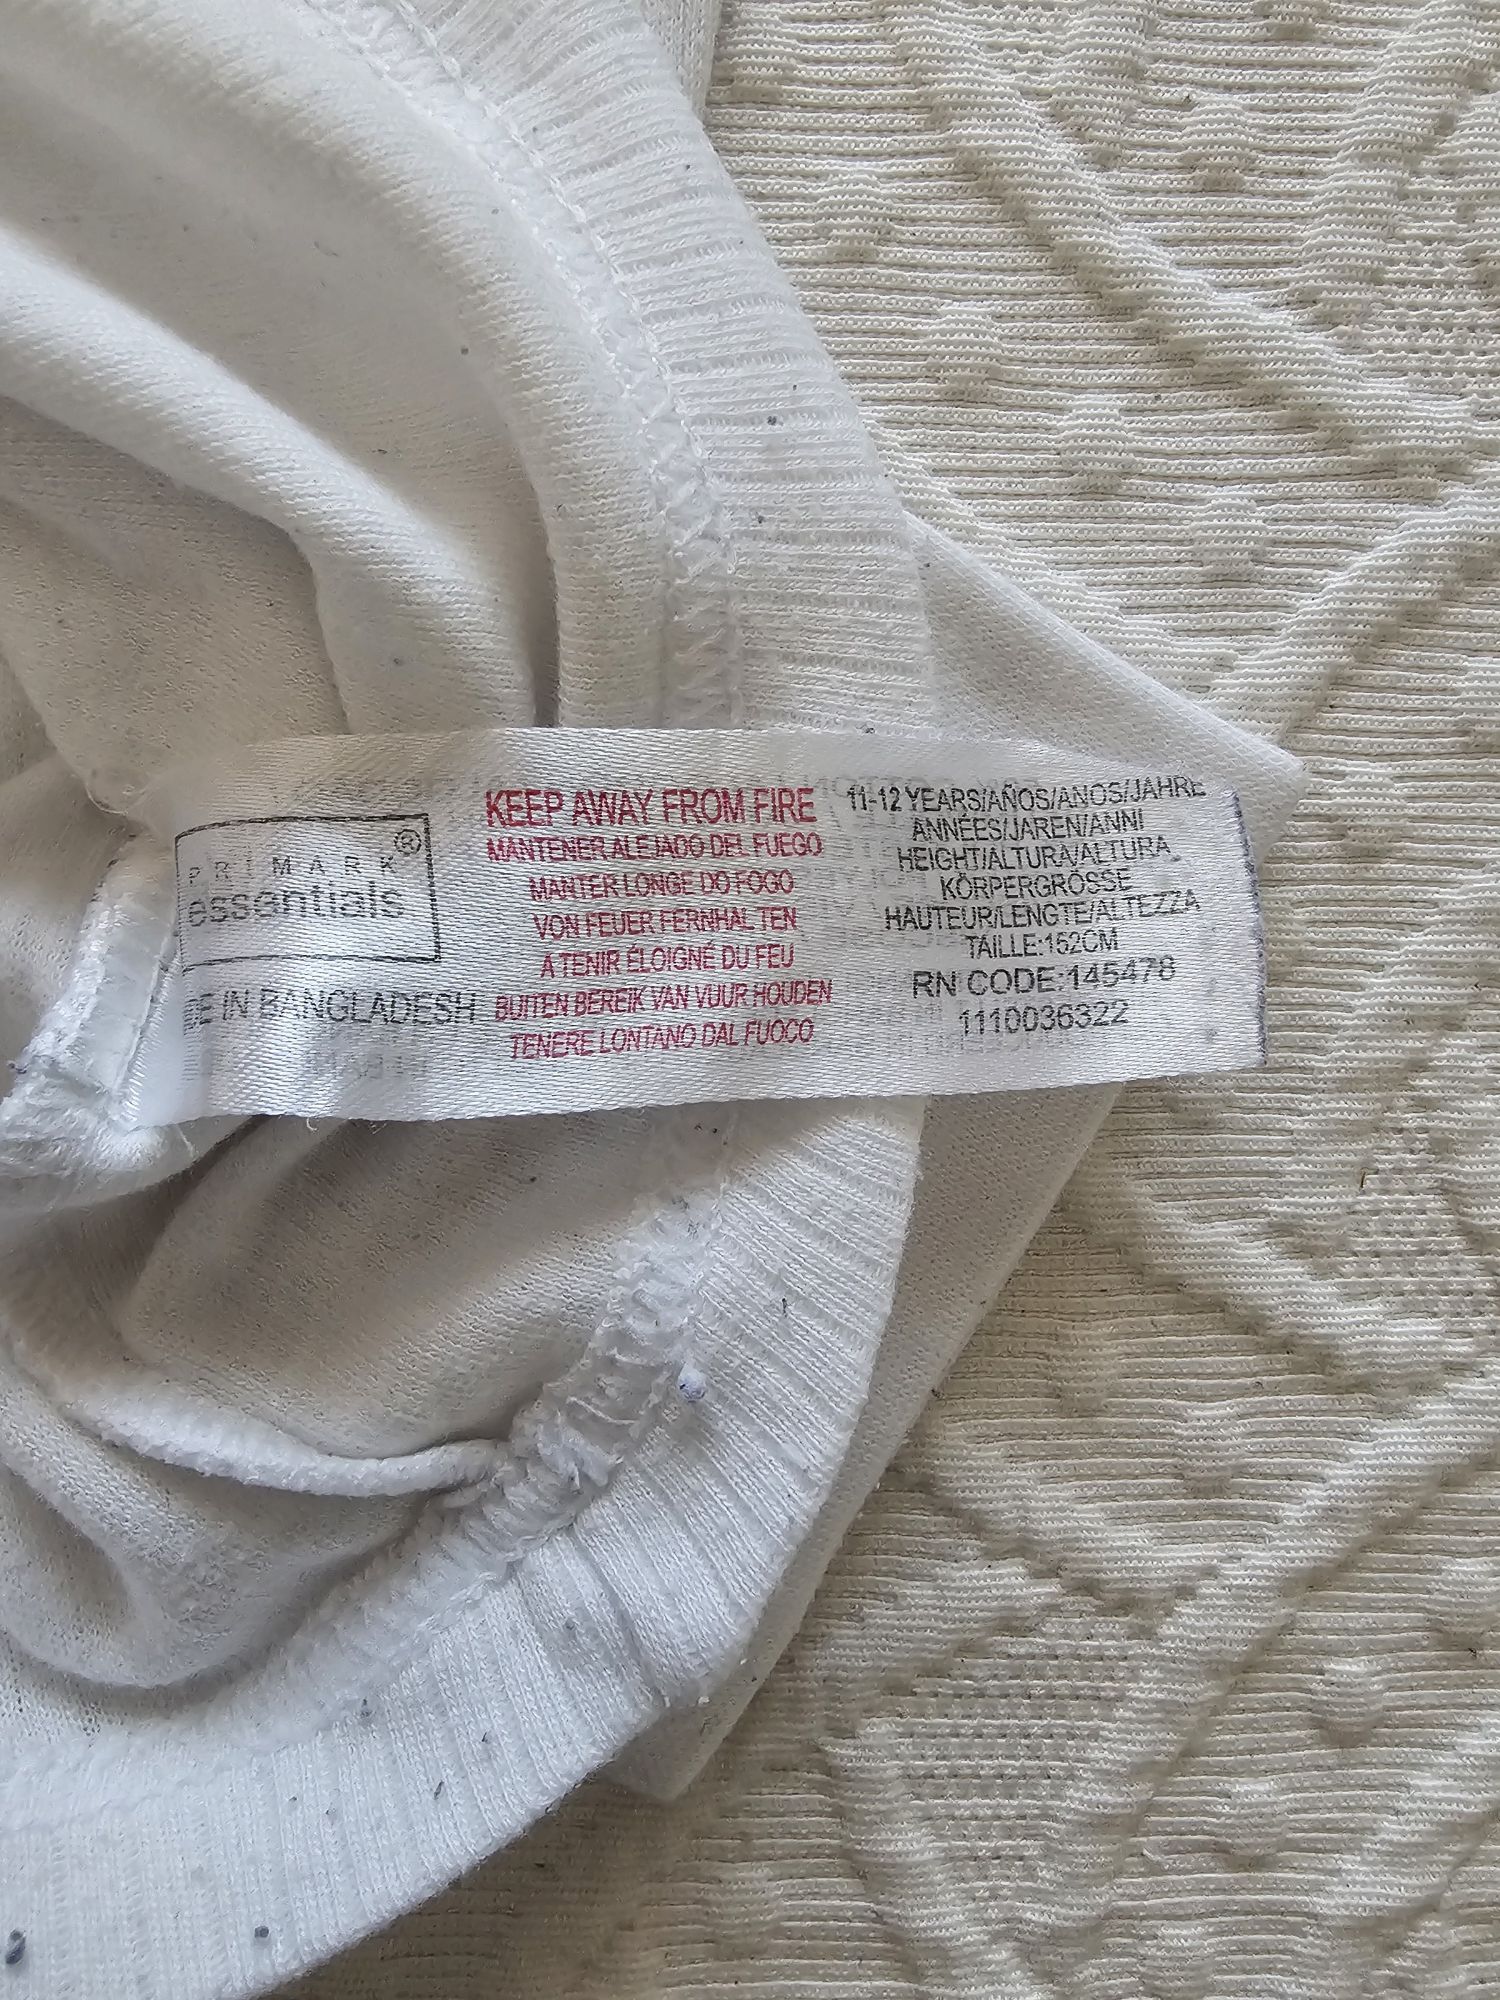 PRIMARK®
essentials
DE IN BANGLADESH
KEEP AWAY FROM FIRE
MANTENER ALEJADO DEL FUEGO
MANTER LONGE DO FOGO
VON FEUER FERNHALTEN
A TENIR ÉLOIGNÉ DU FEU
BUITEN BEREIK VAN VUUR HOUDEN
TENERE LONTANO DAL FUOCO
11-12 YEARS/AÑOS/ANOS/JAHRE
ANNÉES/JAREN/ANNI
HEIGHT/ALTURA/ALTURA
KÖRPERGRÖSSE
HAUTEUR/LENGTE/ALTEZZA
TAILLE:152CM
RN CODE:145478
1110036322